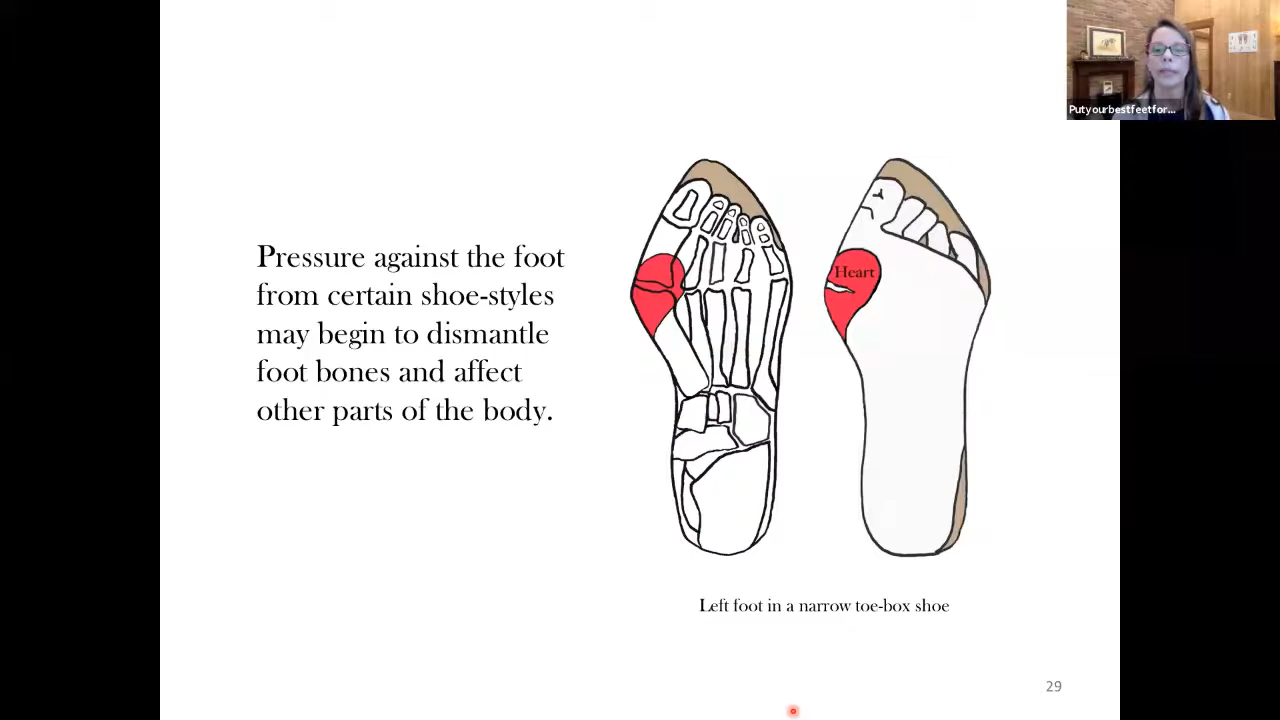 Putyourbestfeetfor...
Pressure against the foot
from certain shoe-styles
may begin to dismantle
foot bones and affect
other parts of the body.
Heart
Left foot in a narrow toe-box shoe
29